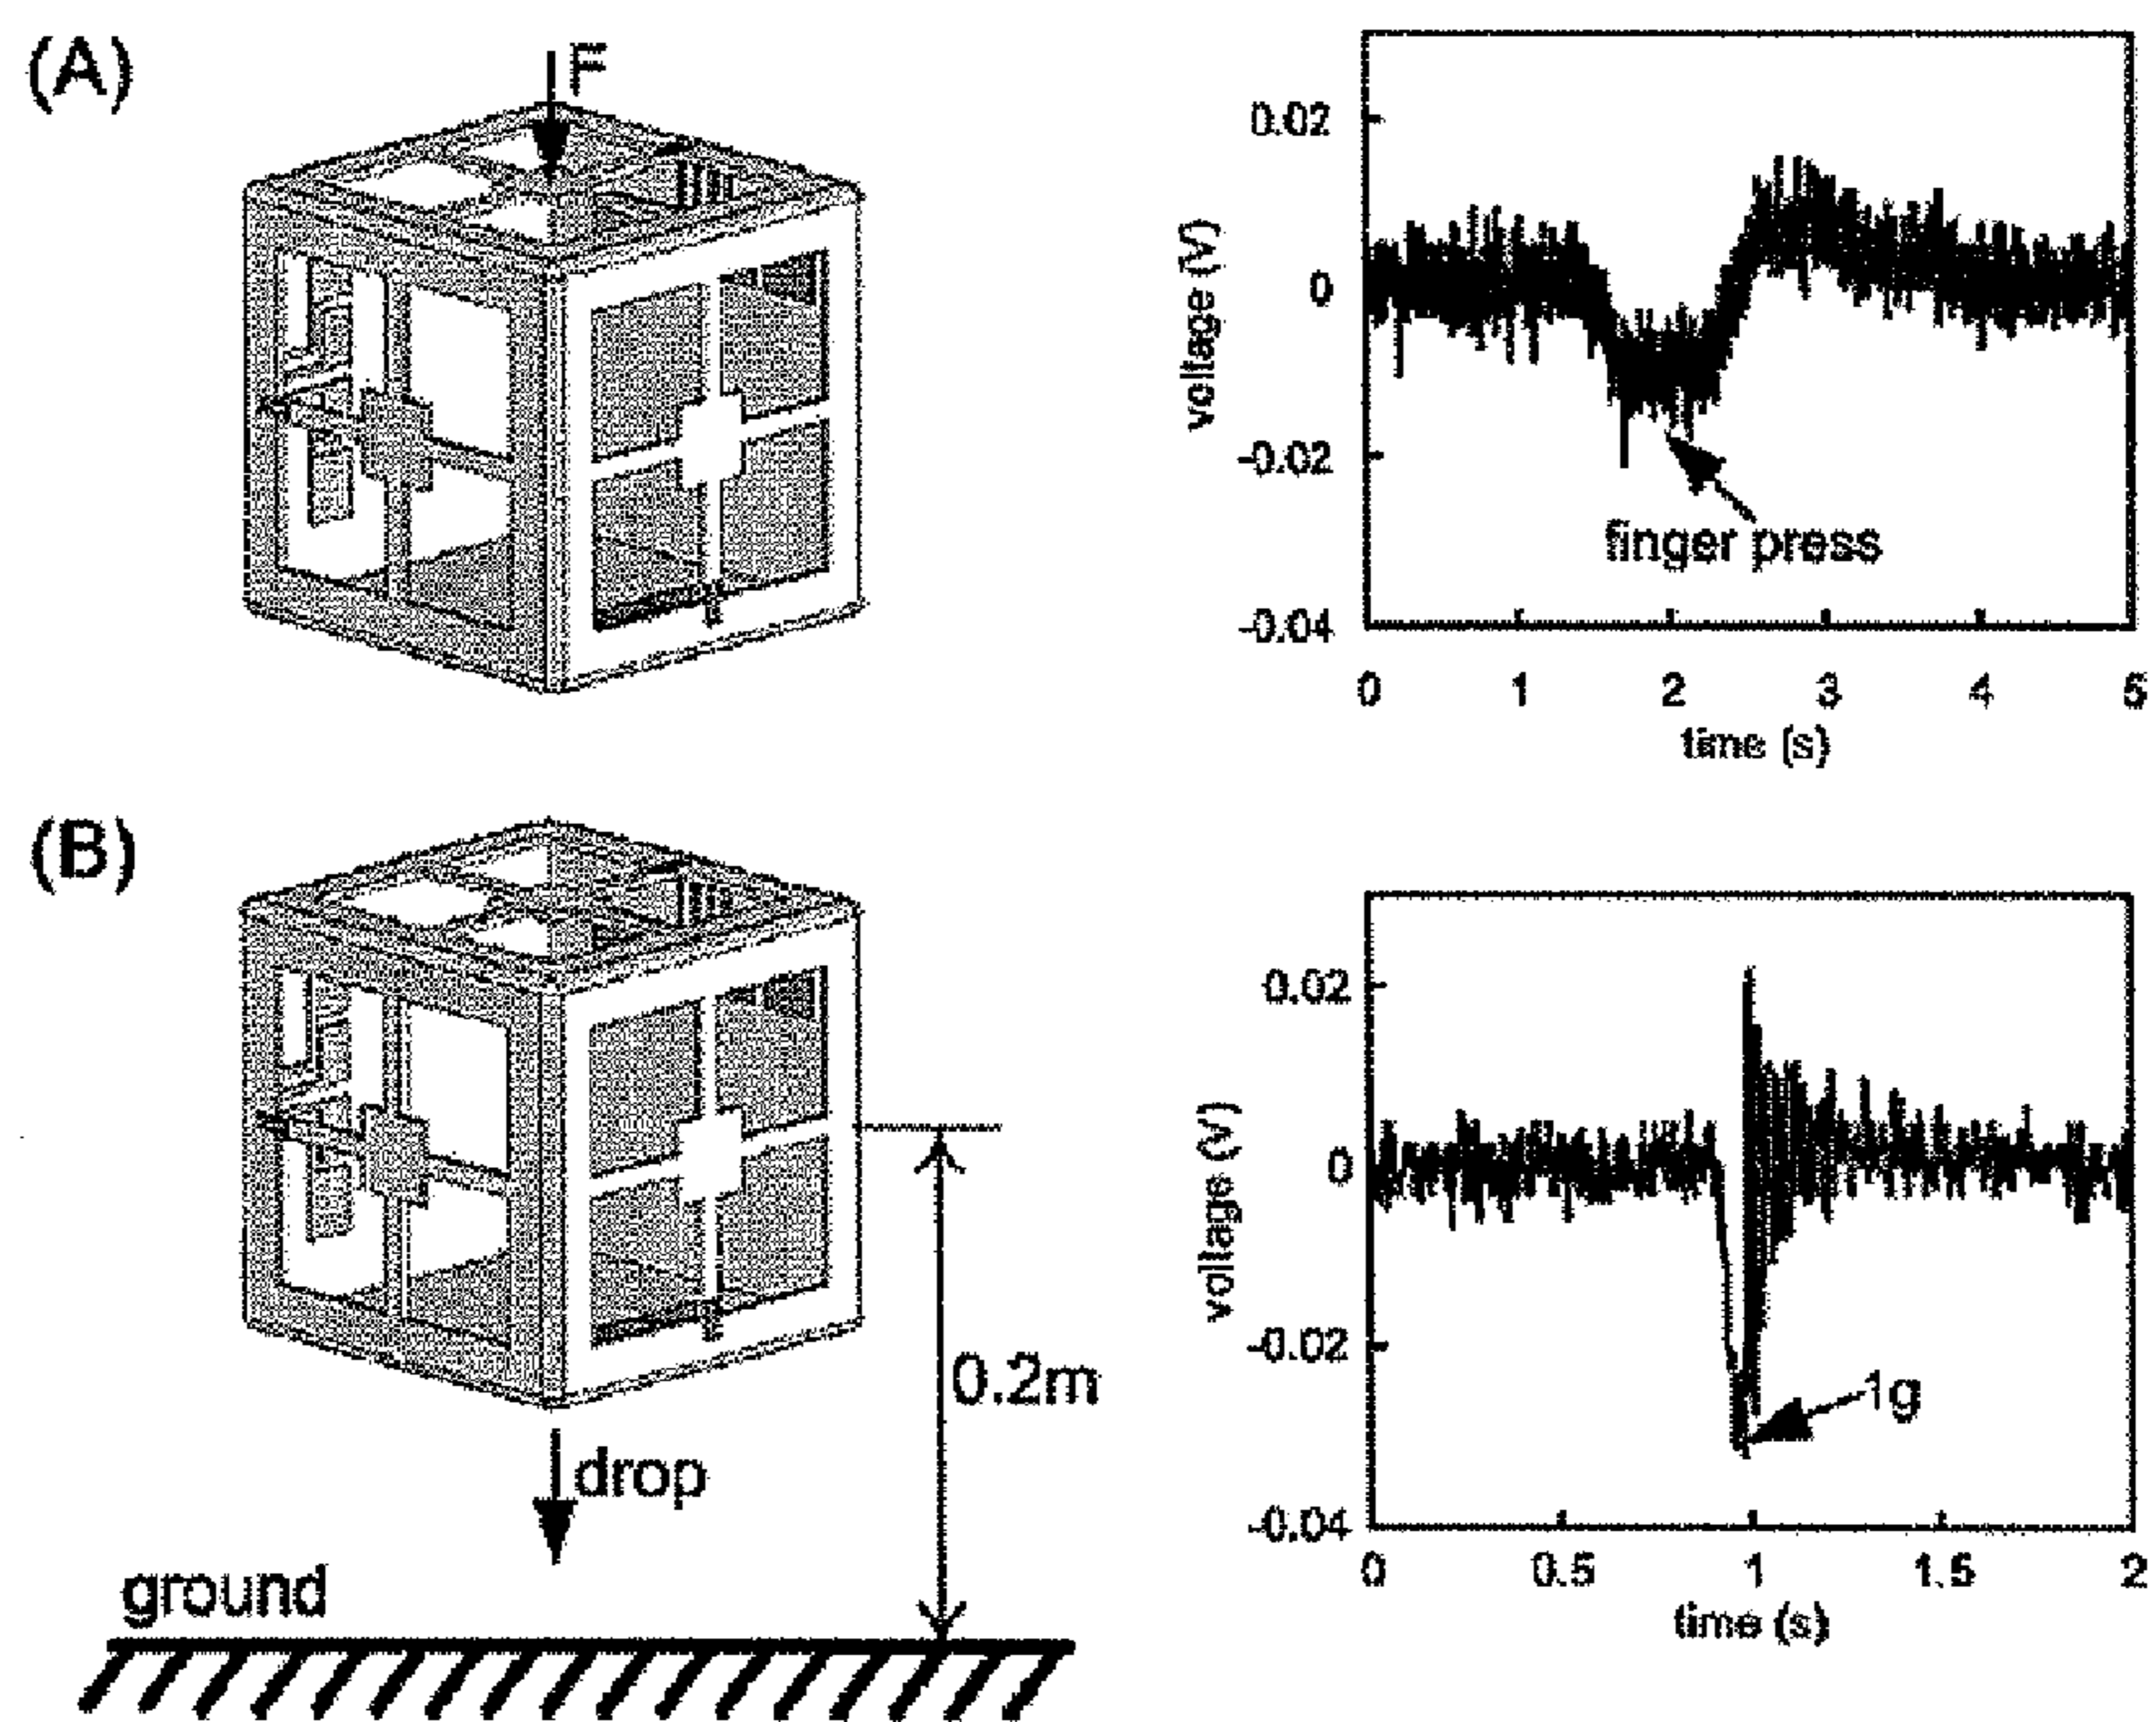 (A)
F
0.02
0
-0.02
-0.04
voltage (V)
finger press
0 1 2 3 4 5
time (s)
(B)
0.2m
drop
ground
0.02
0
-0.02
-0.04
voltage (V)
1g
0 0.5 1 1.5 2
time (s)